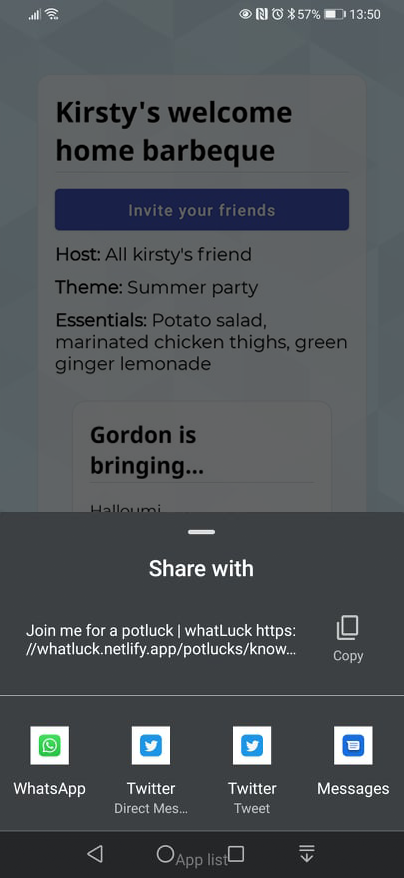 57% 13:50
Kirsty's welcome
home barbeque
Invite your friends
Host: All kirsty's friend
Theme: Summer party
Essentials: Potato salad,
marinated chicken thighs, green
ginger lemonade
Gordon is
bringing...
Halloumi
Share with
Join me for a potluck | whatLuck https:
//whatluck.netlify.app/potlucks/know...
Copy
WhatsApp Twitter Twitter Messages
Direct Mes... Tweet
App list